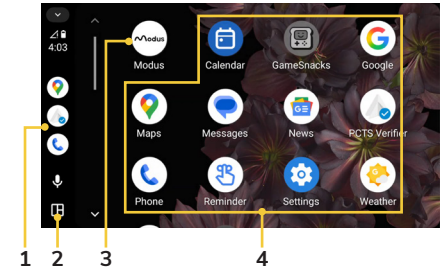 4:03
Modus
Modus
Calendar
GameSnacks
Google
Maps
Messages
News
PCTS Verifier
Phone
Reminder
Settings
Weather
1 2 3 4